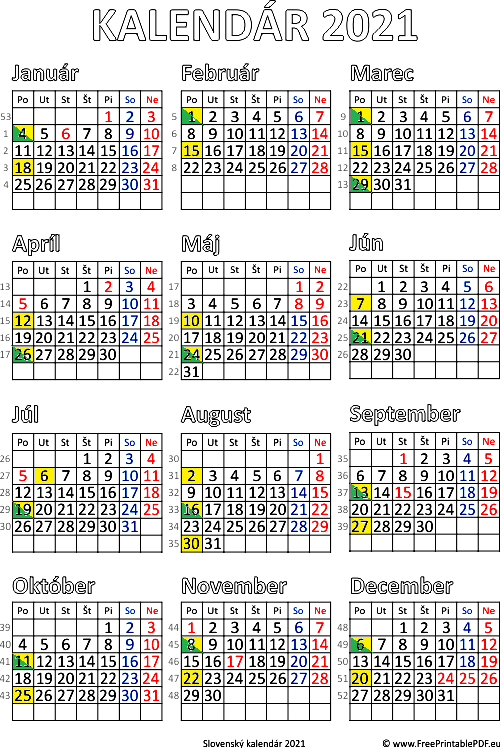 KALENDÁR 2021
Január
Po Ut St Št Pi So Ne
53 1 2 3
1 4 5 6 7 8 9 10
2 11 12 13 14 15 16 17
3 18 19 20 21 22 23 24
4 25 26 27 28 29 30 31
Február
Po Ut St Št Pi So Ne
5 1 2 3 4 5 6 7
6 8 9 10 11 12 13 14
7 15 16 17 18 19 20 21
8 22 23 24 25 26 27 28
Marec
Po Ut St Št Pi So Ne
9 1 2 3 4 5 6 7
10 8 9 10 11 12 13 14
11 15 16 17 18 19 20 21
12 22 23 24 25 26 27 28
13 29 30 31
Apríl
Po Ut St Št Pi So Ne
13 1 2 3 4
14 5 6 7 8 9 10 11
15 12 13 14 15 16 17 18
16 19 20 21 22 23 24 25
17 26 27 28 29 30
Máj
Po Ut St Št Pi So Ne
17 1 2
18 3 4 5 6 7 8 9
19 10 11 12 13 14 15 16
20 17 18 19 20 21 22 23
21 24 25 26 27 28 29 30
22 31
Jún
Po Ut St Št Pi So Ne
22 1 2 3 4 5 6
23 7 8 9 10 11 12 13
24 14 15 16 17 18 19 20
25 21 22 23 24 25 26 27
26 28 29 30
Júl
Po Ut St Št Pi So Ne
26 1 2 3 4
27 5 6 7 8 9 10 11
28 12 13 14 15 16 17 18
29 19 20 21 22 23 24 25
30 26 27 28 29 30 31
August
Po Ut St Št Pi So Ne
30 1
31 2 3 4 5 6 7 8
32 9 10 11 12 13 14 15
33 16 17 18 19 20 21 22
34 23 24 25 26 27 28 29
35 30 31
September
Po Ut St Št Pi So Ne
35 1 2 3 4 5
36 6 7 8 9 10 11 12
37 13 14 15 16 17 18 19
38 20 21 22 23 24 25 26
39 27 28 29 30
Október
Po Ut St Št Pi So Ne
39 1 2 3
40 4 5 6 7 8 9 10
41 11 12 13 14 15 16 17
42 18 19 20 21 22 23 24
43 25 26 27 28 29 30 31
November
Po Ut St Št Pi So Ne
44 1 2 3 4 5 6 7
45 8 9 10 11 12 13 14
46 15 16 17 18 19 20 21
47 22 23 24 25 26 27 28
48 29 30
December
Po Ut St Št Pi So Ne
48 1 2 3 4 5
49 6 7 8 9 10 11 12
50 13 14 15 16 17 18 19
51 20 21 22 23 24 25 26
52 27 28 29 30 31
Slovenský kalendár 2021
© www.FreePrintablePDF.eu